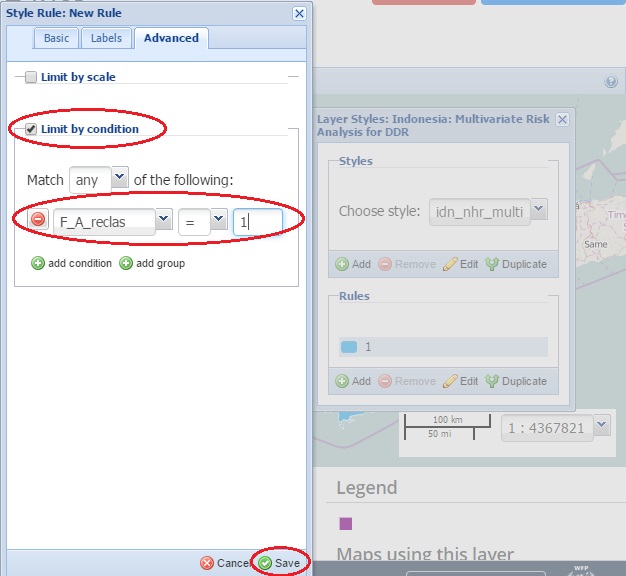 Style Rule: New Rule
Basic
Labels
Advanced
Limit by scale
Limit by condition
Match any of the following:
F_A_reclas = 1
add condition add group
Cancel Save
Layer Styles: Indonesia: Multivariate Risk
Analysis for DDR
Styles
Choose style: idn_nhr_multi
Add Remove Edit Duplicate
Rules
1
Add Remove Edit Duplicate
Same
100 km
50 mi
1 : 4367821
Legend
Maps using this layer
WFP